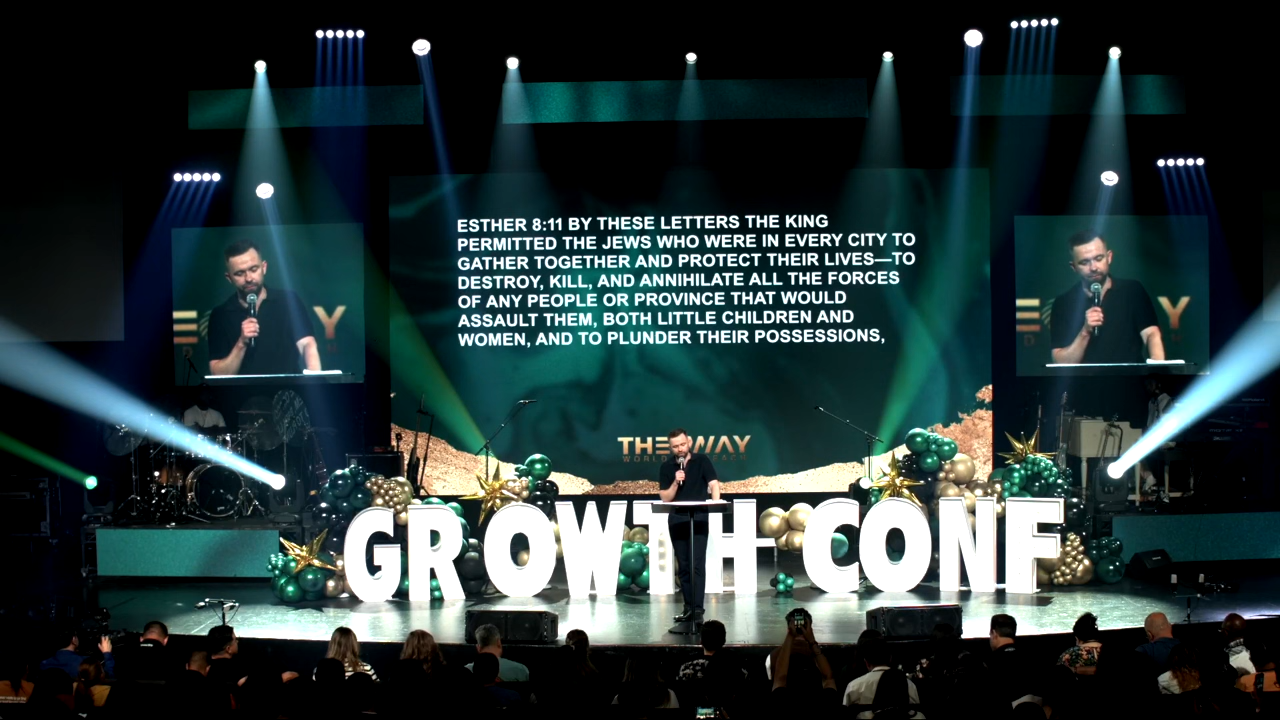 ESTHER 8:11 BY THESE LETTERS THE KING
PERMITTED THE JEWS WHO WERE IN EVERY CITY TO
GATHER TOGETHER AND PROTECT THEIR LIVES—TO
DESTROY, KILL, AND ANNIHILATE ALL THE FORCES
OF ANY PEOPLE OR PROVINCE THAT WOULD
ASSAULT THEM, BOTH LITTLE CHILDREN AND
WOMEN, AND TO PLUNDER THEIR POSSESSIONS,
THE WAY
GROWTH CONF